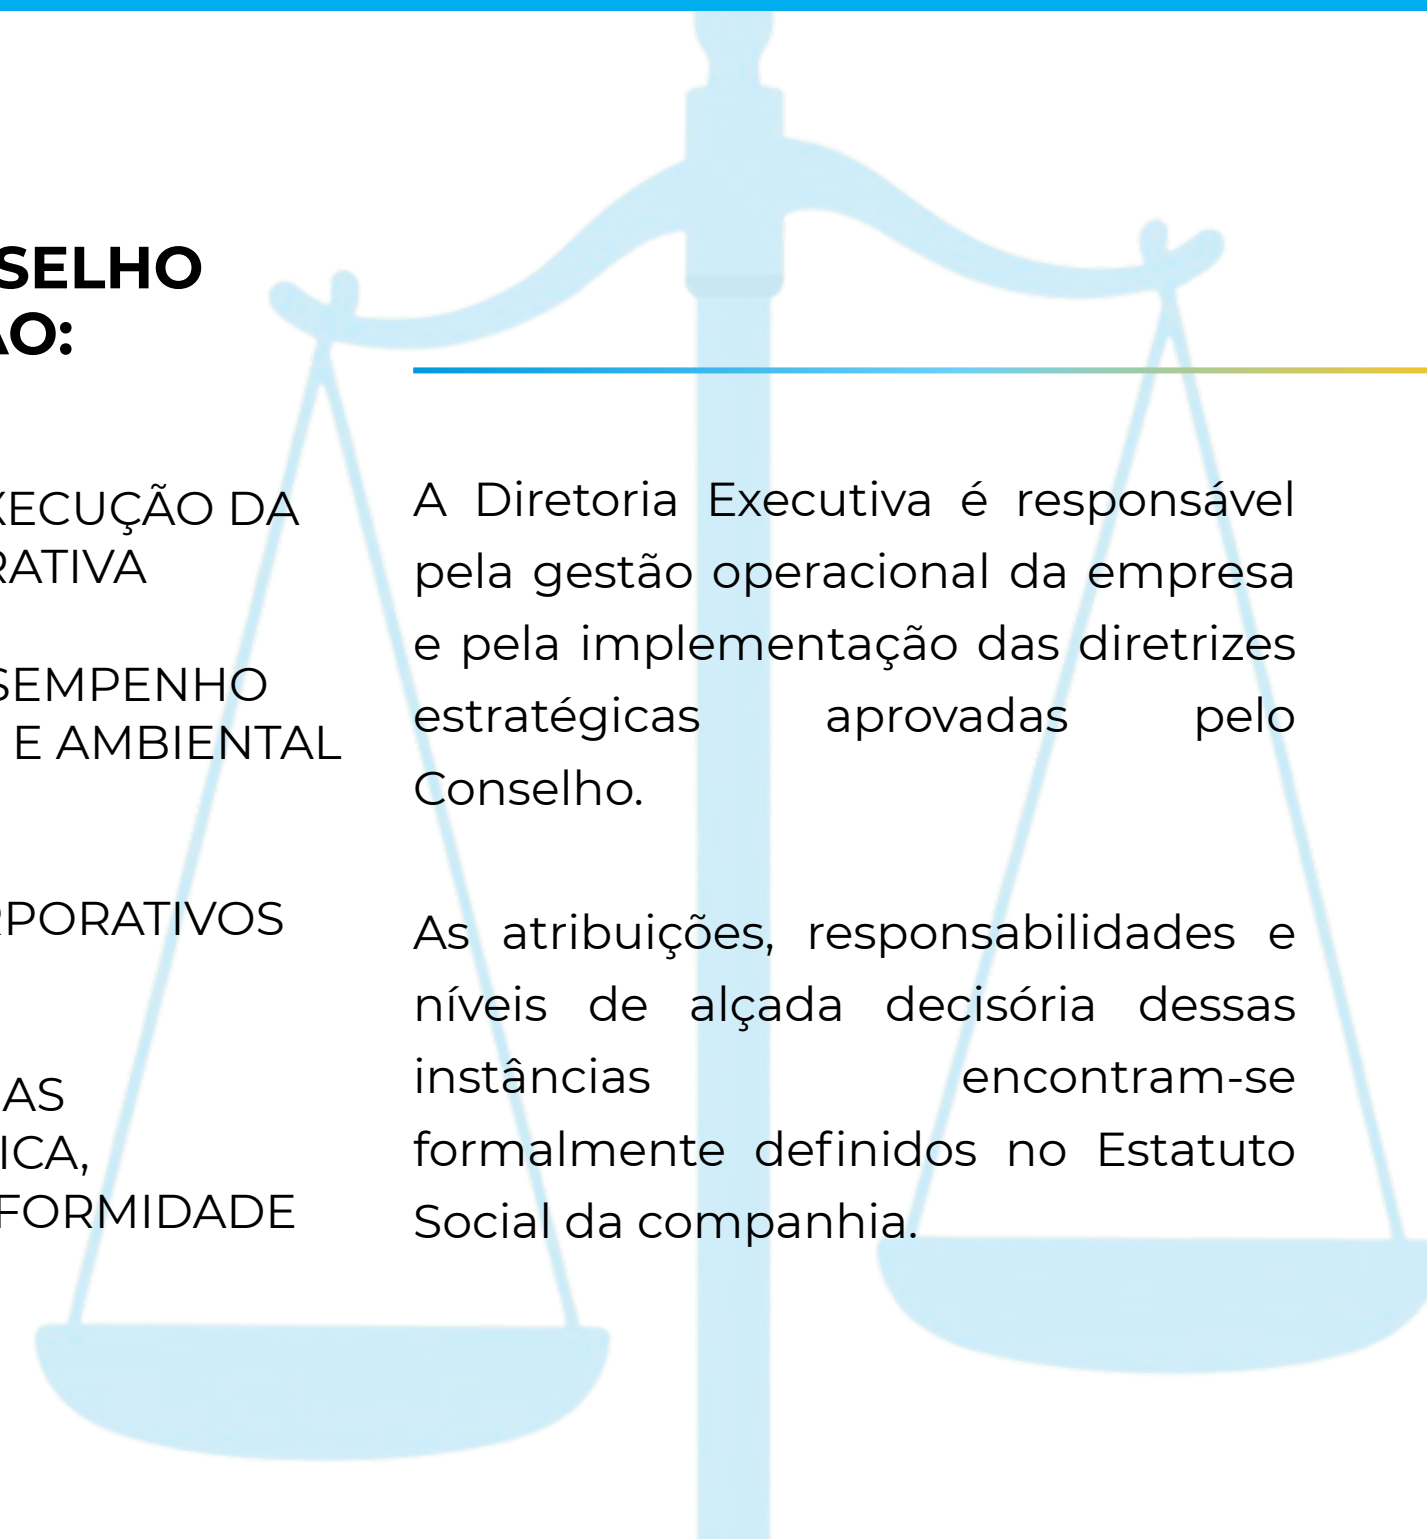 SELHO
ÃO:
XECUÇÃO DA
RATIVA
SEMPENHO
E AMBIENTAL
RPORATIVOS
AS
ICA,
FORMIDADE
A Diretoria Executiva é responsável
pela gestão operacional da empresa
e pela implementação das diretrizes
estratégicas aprovadas pelo
Conselho.
As atribuições, responsabilidades e
níveis de alçada decisória dessas
instâncias encontram-se
formalmente definidos no Estatuto
Social da companhia.